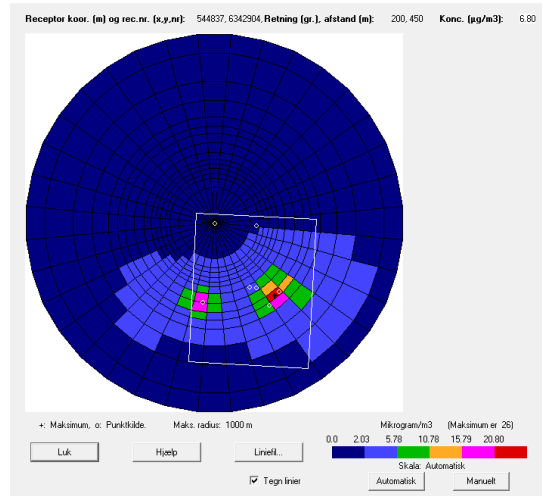 Receptor koor. (m) og rec.nr. (x,y,nr): 544837, 6342904, Retning (gr.), afstand (m): 200, 450 Konc. (µg/m3): 6.80
+: Maksimum, o: Punktkilde. Maks. radius: 1000 m
Mikrogram/m3 (Maksimum er 26)
0.0 2.03 5.78 10.78 15.79 20.80
Skala: Automatisk
Luk Hjælp Liniefil...
Tegn linier
Automatisk Manuelt